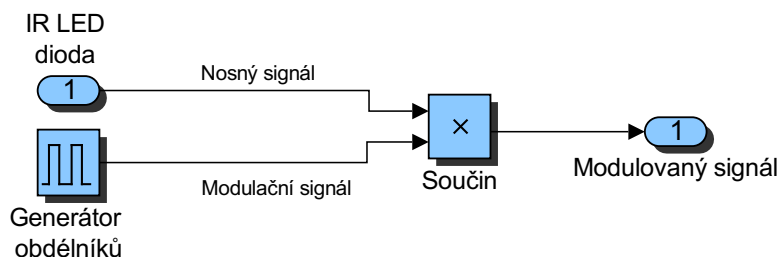 IR LED
dioda
1
Nosný signál
Generátor
obdélníků
Modulační signál
×
Součin
1
Modulovaný signál